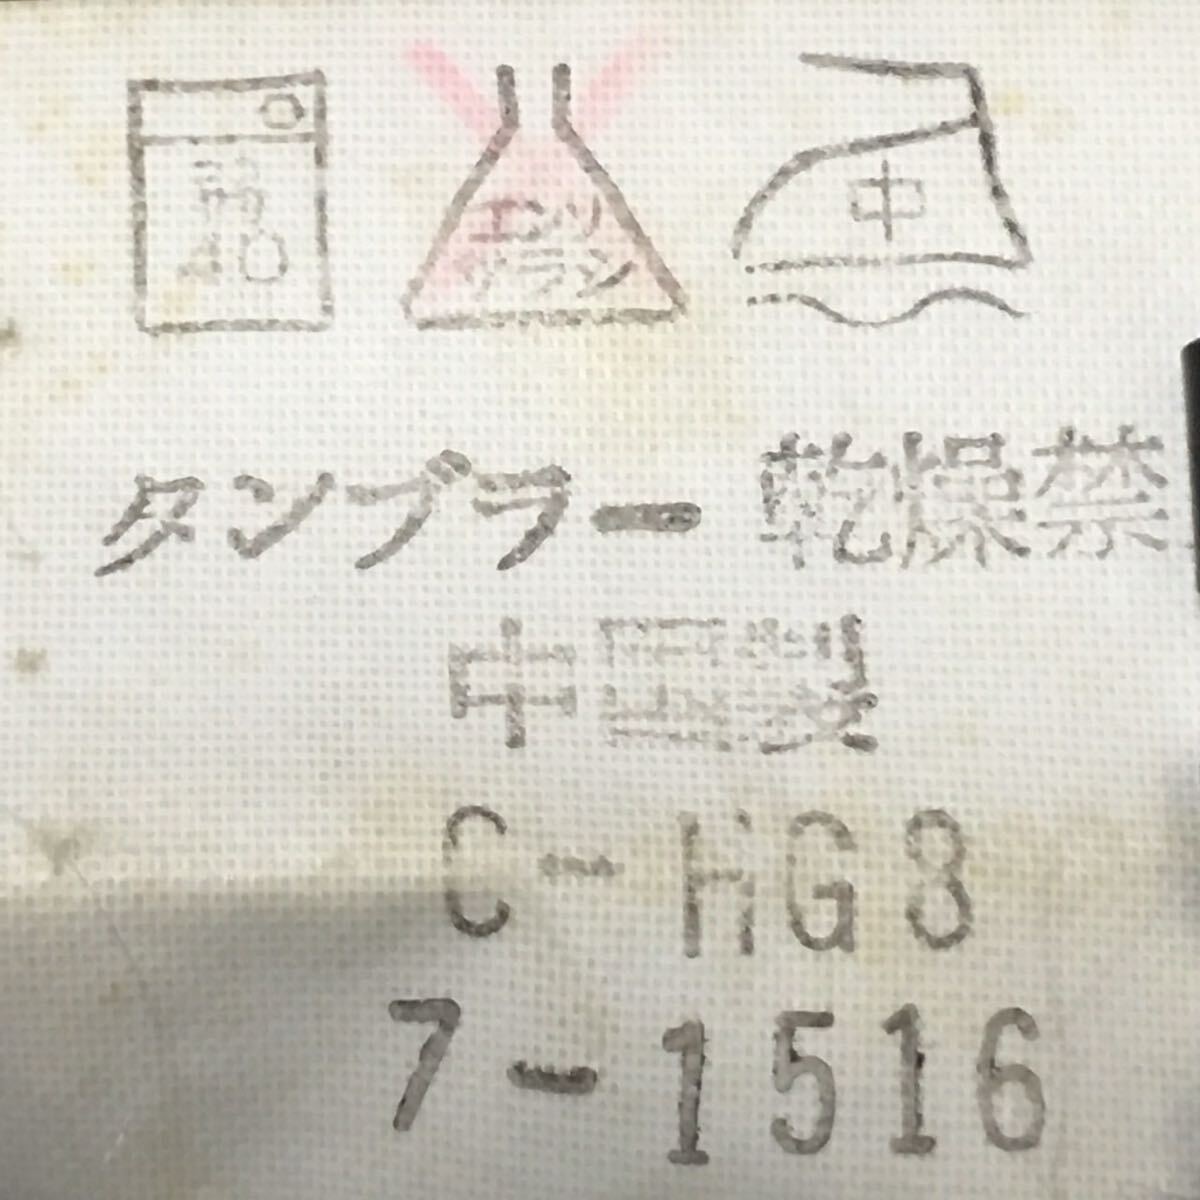 弱
40
エンソ
サラシ
中
タンブラー乾燥禁
中国製
C-HG8
7-1516